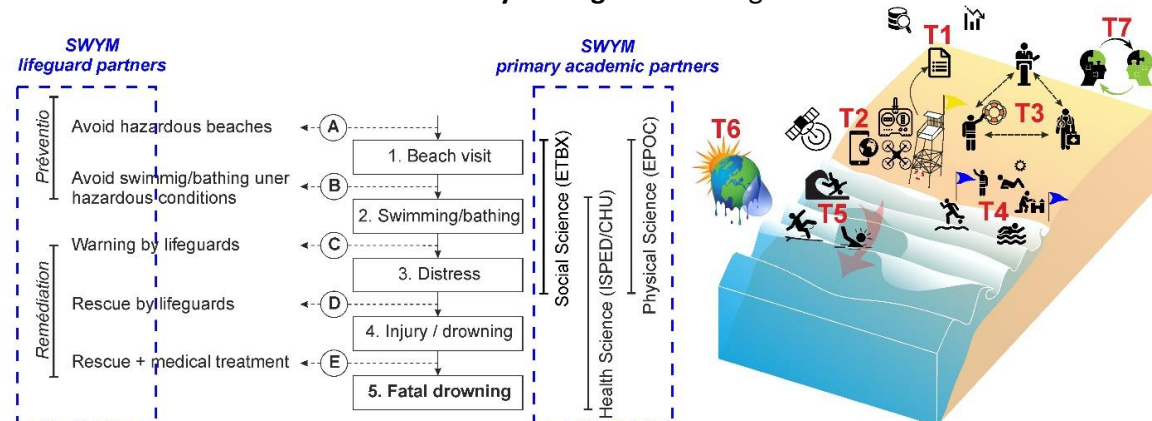 SWYM
lifeguard partners
SWYM
primary academic partners
Préventio
Remédiation
Avoid hazardous beaches
A
1. Beach visit
Avoid swimmig/bathing uner
hazardous conditions
B
2. Swimming/bathing
Warning by lifeguards
C
3. Distress
Rescue by lifeguards
D
4. Injury / drowning
Rescue + medical treatment
E
5. Fatal drowning
Social Science (ETBX)
Health Science (ISPED/CHU)
Physical Science (EPOC)
T1
T7
T2
T3
T6
T5
T4